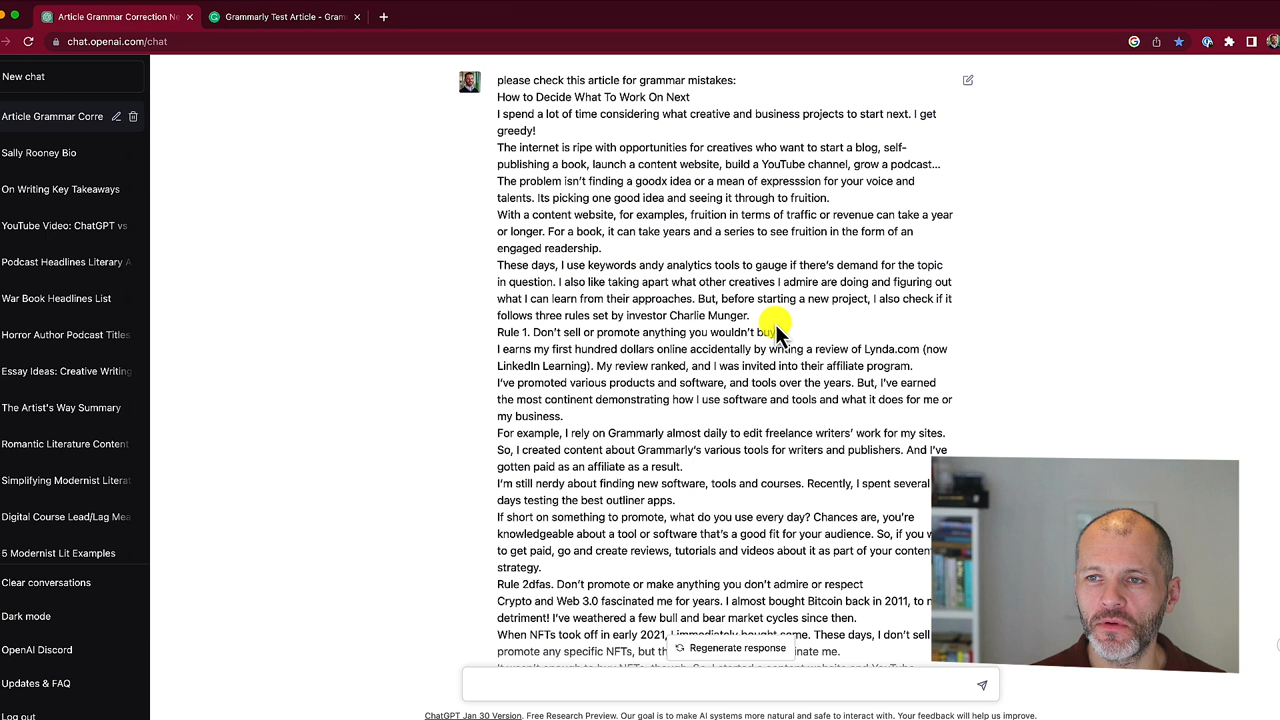 Article Grammar Correction Ne
Grammarly Test Article - Gram
chat.openai.com/chat
New chat
Article Grammar Corre
Sally Rooney Bio
On Writing Key Takeaways
YouTube Video: ChatGPT vs
Podcast Headlines Literary A
War Book Headlines List
Horror Author Podcast Titles
Essay Ideas: Creative Writing
The Artist's Way Summary
Romantic Literature Content
Simplifying Modernist Literat
Digital Course Lead/Lag Mea
5 Modernist Lit Examples
Clear conversations
Dark mode
OpenAI Discord
Updates & FAQ
Log out
please check this article for grammar mistakes:
How to Decide What To Work On Next
I spend a lot of time considering what creative and business projects to start next. I get
greedy!
The internet is ripe with opportunities for creatives who want to start a blog, self-
publishing a book, launch a content website, build a YouTube channel, grow a podcast...
The problem isn't finding a goodx idea or a mean of expresssion for your voice and
talents. Its picking one good idea and seeing it through to fruition.
With a content website, for examples, fruition in terms of traffic or revenue can take a year
or longer. For a book, it can take years and a series to see fruition in the form of an
engaged readership.
These days, I use keywords andy analytics tools to gauge if there's demand for the topic
in question. I also like taking apart what other creatives I admire are doing and figuring out
what I can learn from their approaches. But, before starting a new project, I also check if it
follows three rules set by investor Charlie Munger.
Rule 1. Don't sell or promote anything you wouldn't buy
I earns my first hundred dollars online accidentally by writing a review of Lynda.com (now
LinkedIn Learning). My review ranked, and I was invited into their affiliate program.
I've promoted various products and software, and tools over the years. But, I've earned
the most continent demonstrating how I use software and tools and what it does for me or
my business.
For example, I rely on Grammarly almost daily to edit freelance writers' work for my sites.
So, I created content about Grammarly's various tools for writers and publishers. And I've
gotten paid as an affiliate as a result.
I'm still nerdy about finding new software, tools and courses. Recently, I spent several
days testing the best outliner apps.
If short on something to promote, what do you use every day? Chances are, you're
knowledgeable about a tool or software that's a good fit for your audience. So, if you w
to get paid, go and create reviews, tutorials and videos about it as part of your content
strategy.
Rule 2dfas. Don't promote or make anything you don't admire or respect
Crypto and Web 3.0 fascinated me for years. I almost bought Bitcoin back in 2011, to m
detriment! I've weathered a few bull and bear market cycles since then.
When NFTs took off in early 2021, I immediately bought some. These days, I don't sell
promote any specific NFTs, but th inate me.
Regenerate response
ChatGPT Jan 30 Version. Free Research Preview. Our goal is to make AI systems more natural and safe to interact with. Your feedback will help us improve.